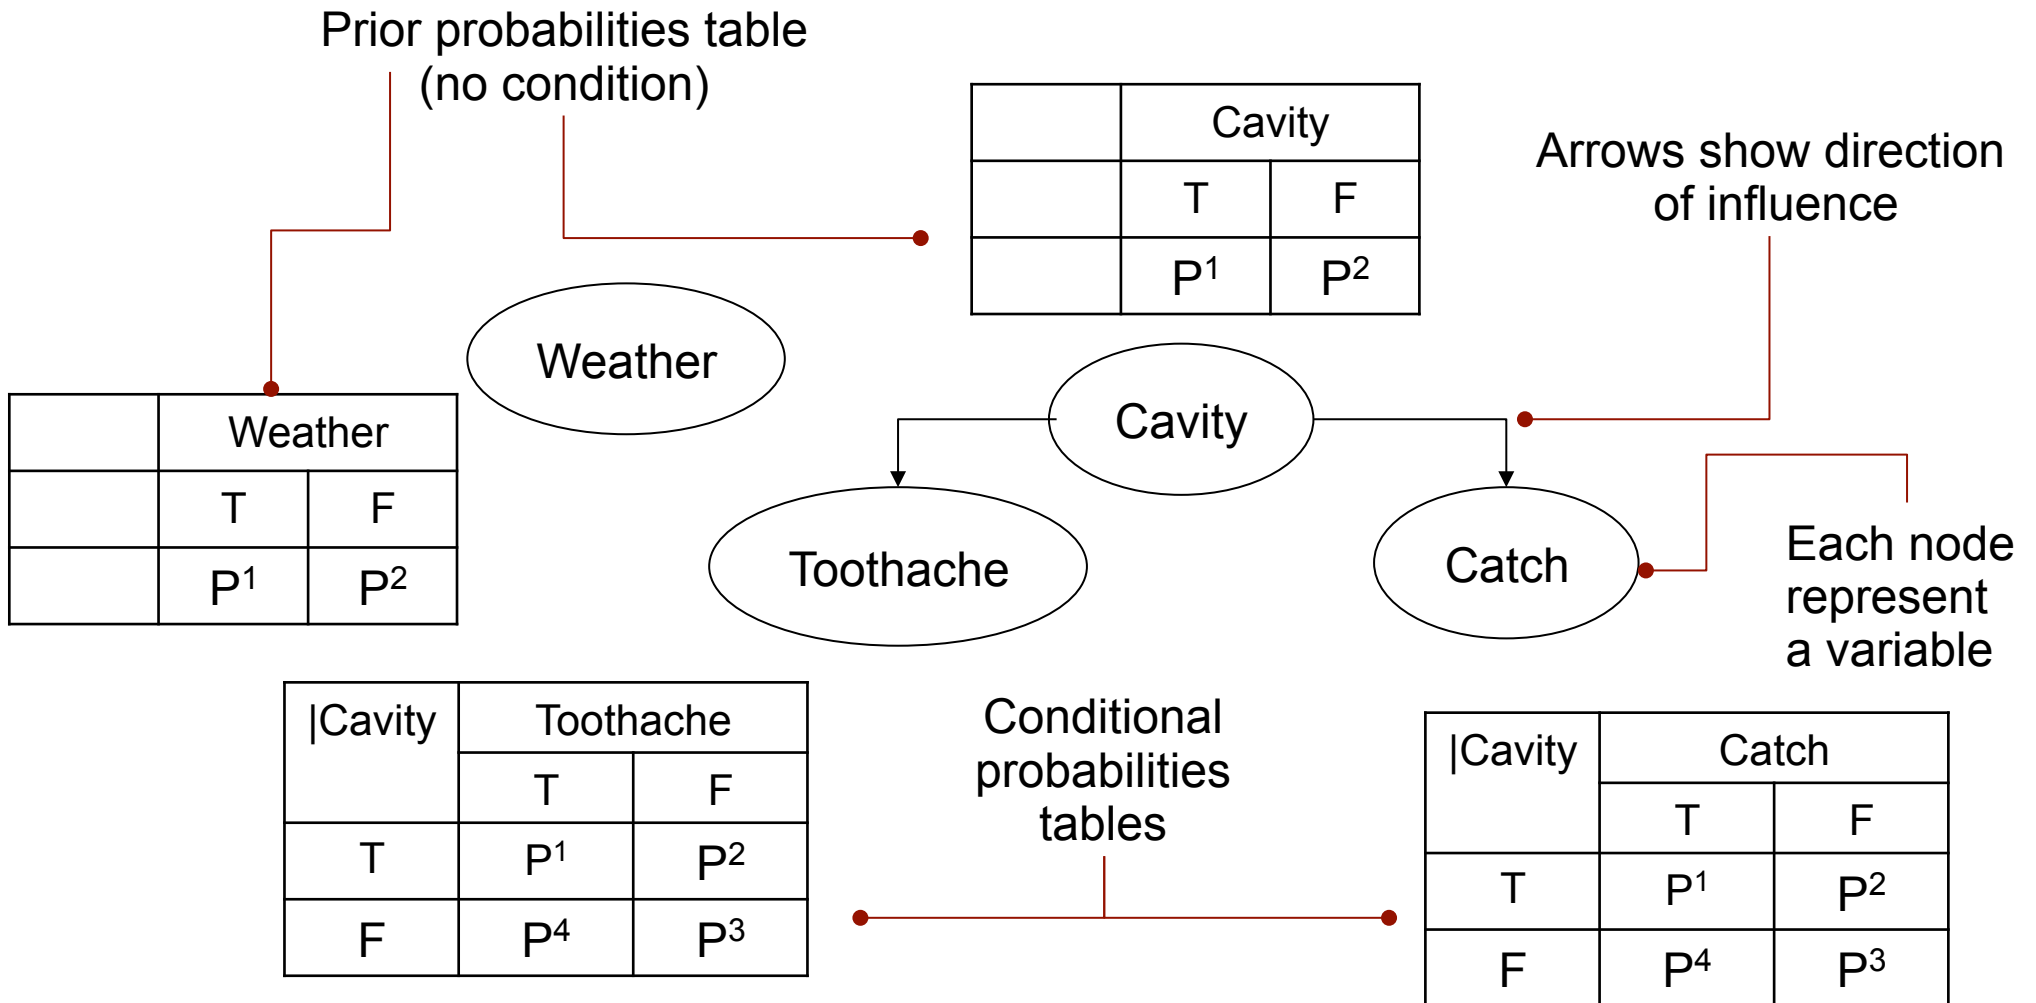 Prior probabilities table
(no condition)
Cavity
T F
P¹ P²
Arrows show direction
of influence
Weather
Weather
T F
P¹ P²
Cavity
Toothache
Catch
Each node
represent
a variable
|Cavity Toothache
T F
T P¹ P²
F P⁴ P³
Conditional
probabilities
tables
|Cavity Catch
T F
T P¹ P²
F P⁴ P³